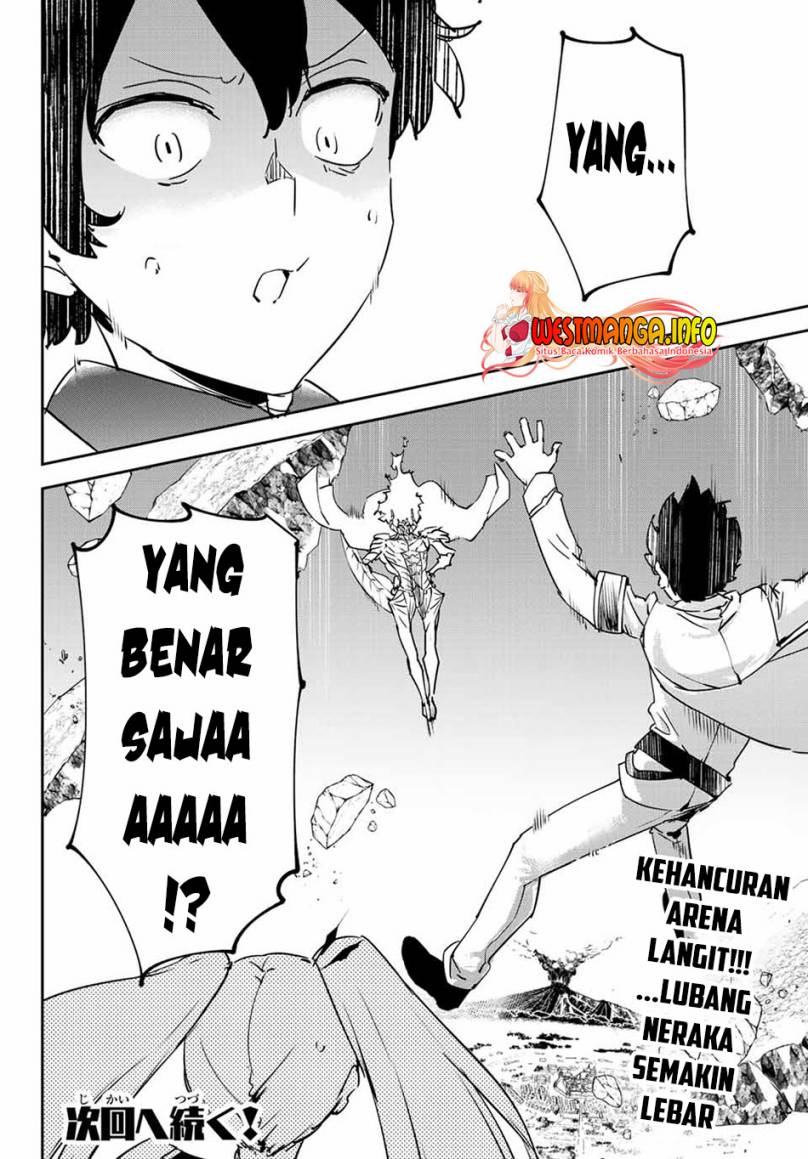 YANG...
WESTMANGA.INFO
Situs Baca Komik Berbahasa Indonesia
YANG
BENAR
SAJAA
AAAAA
!?
KEHANCURAN
ARENA
LANGIT!!!
...LUBANG
NERAKA
SEMAKIN
LEBAR
じかい つづ
次回へ続く!